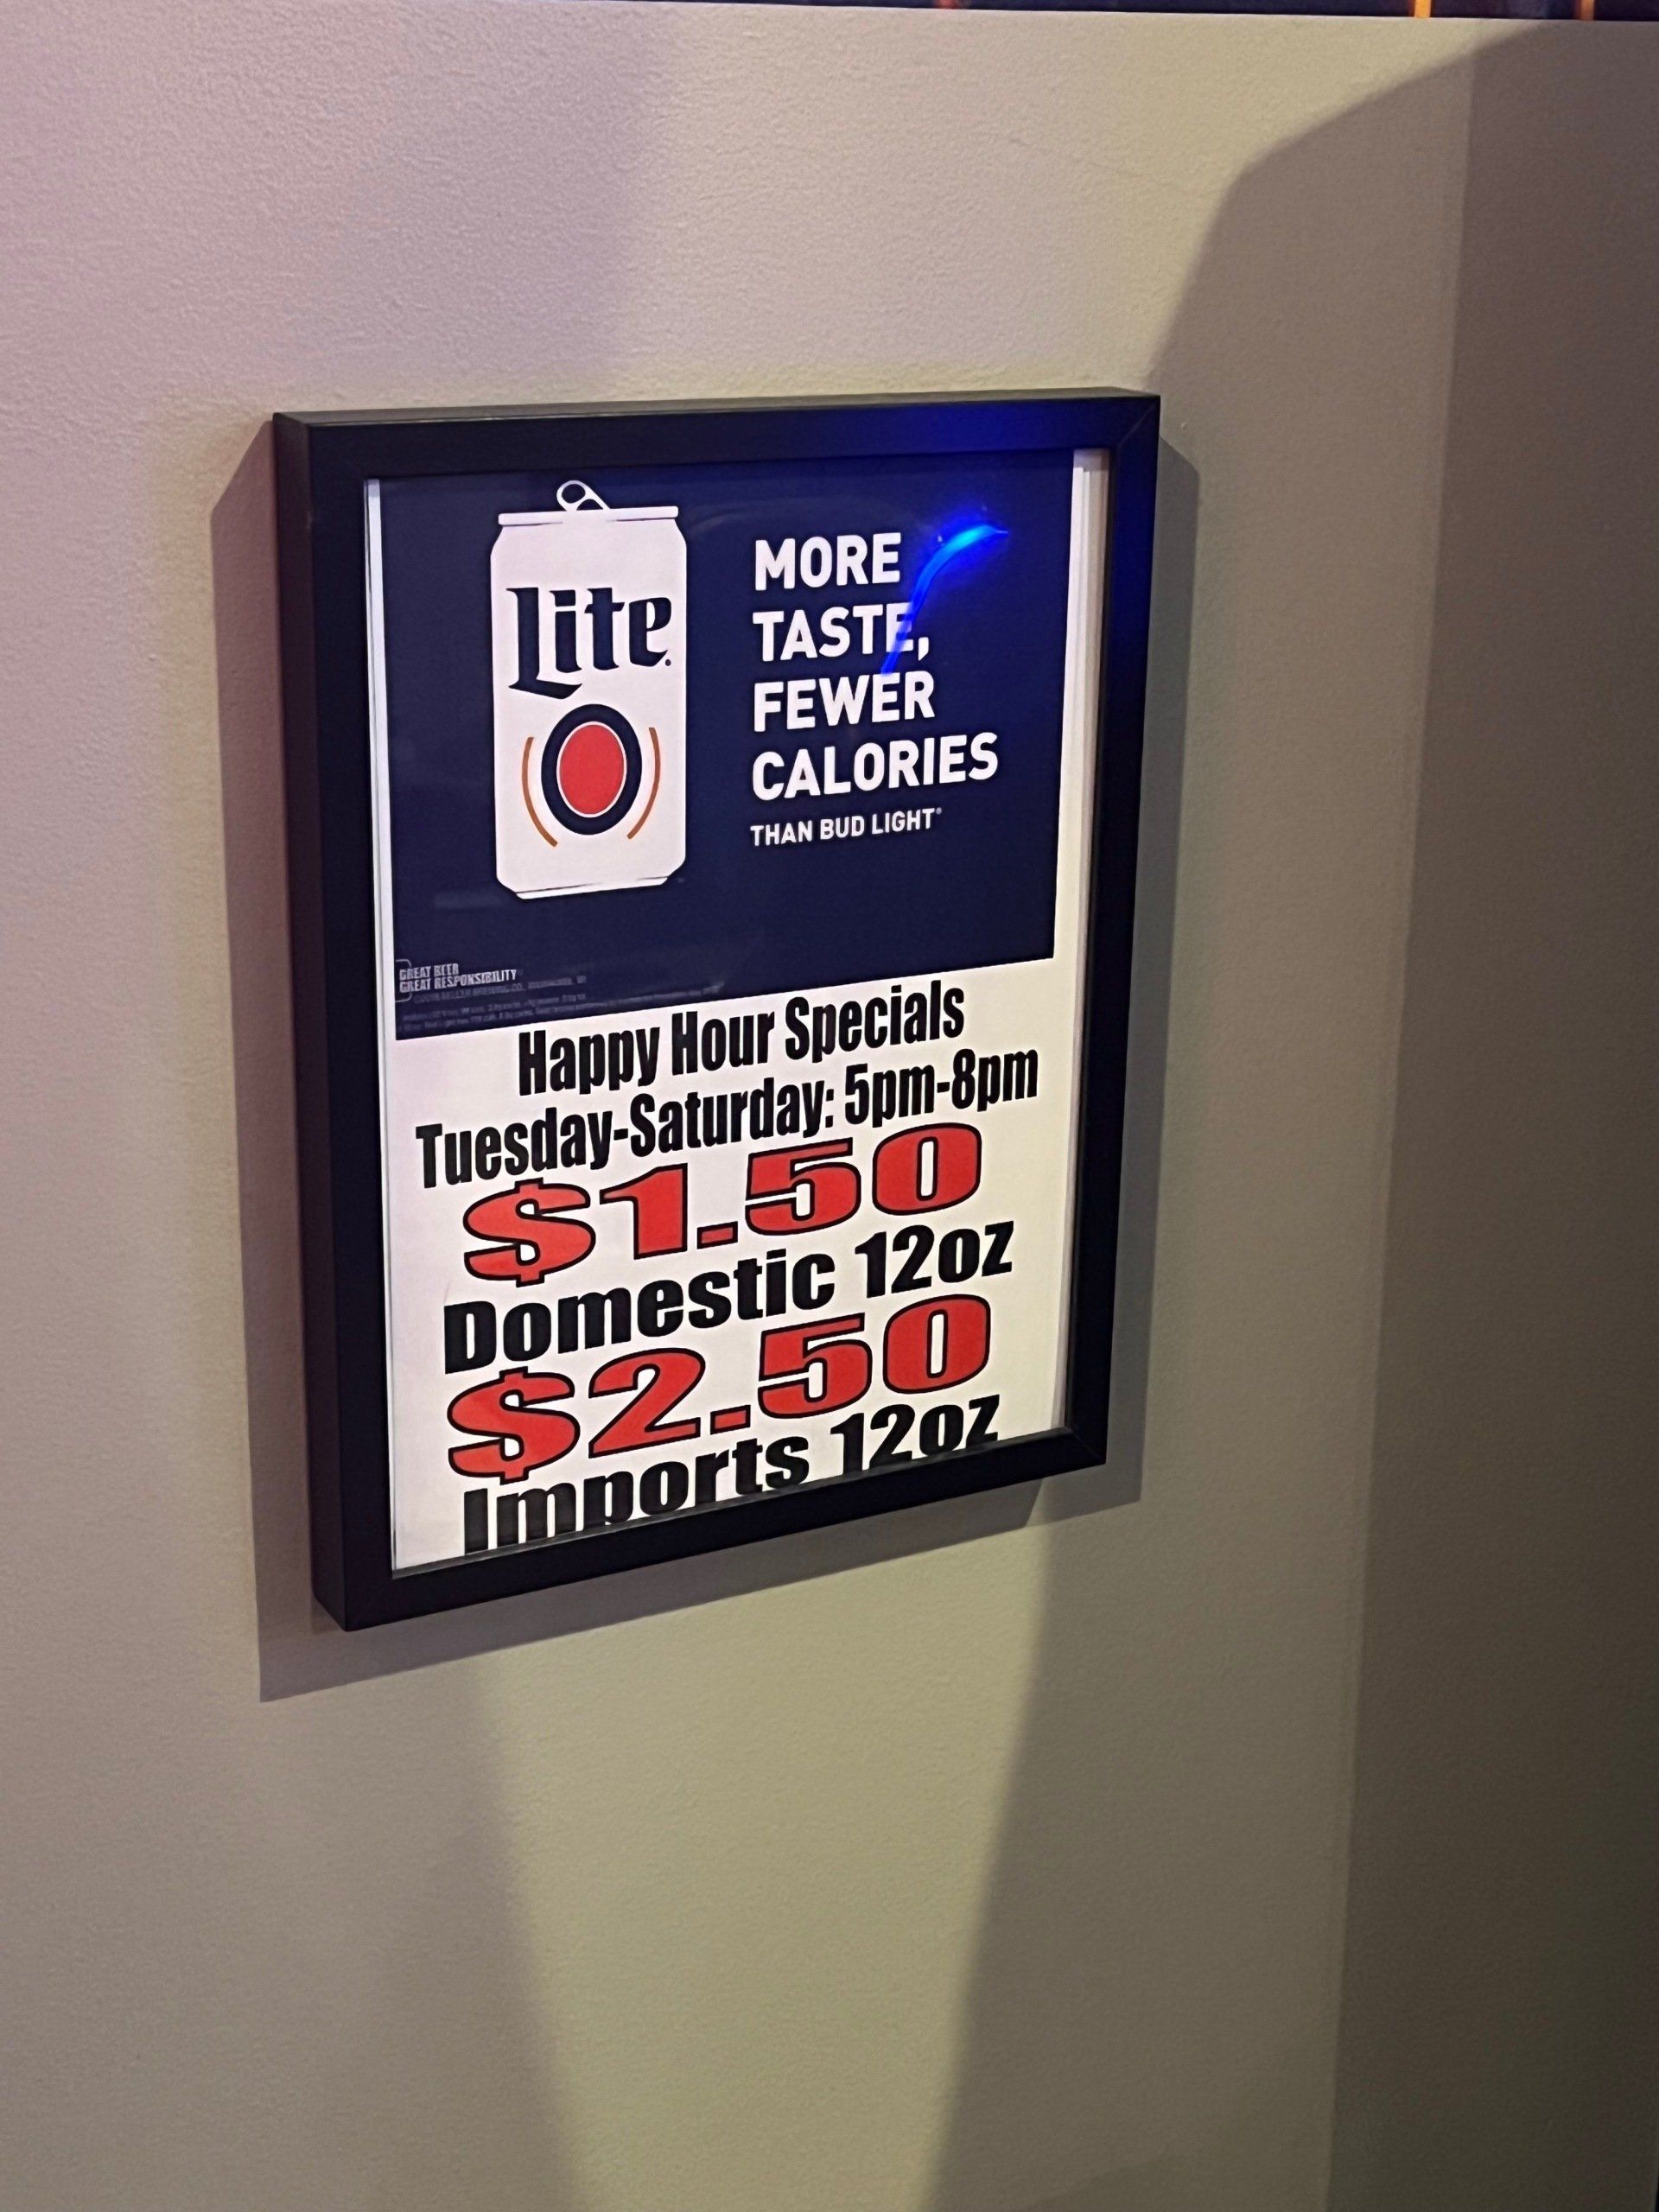 Lite
MORE
TASTE,
FEWER
CALORIES
THAN BUD LIGHT®
GREAT BEER
GREAT RESPONSIBILITY
Happy Hour Specials
Tuesday-Saturday: 5pm-8pm
$1.50
Domestic 12oz
$2.50
Imports 12oz